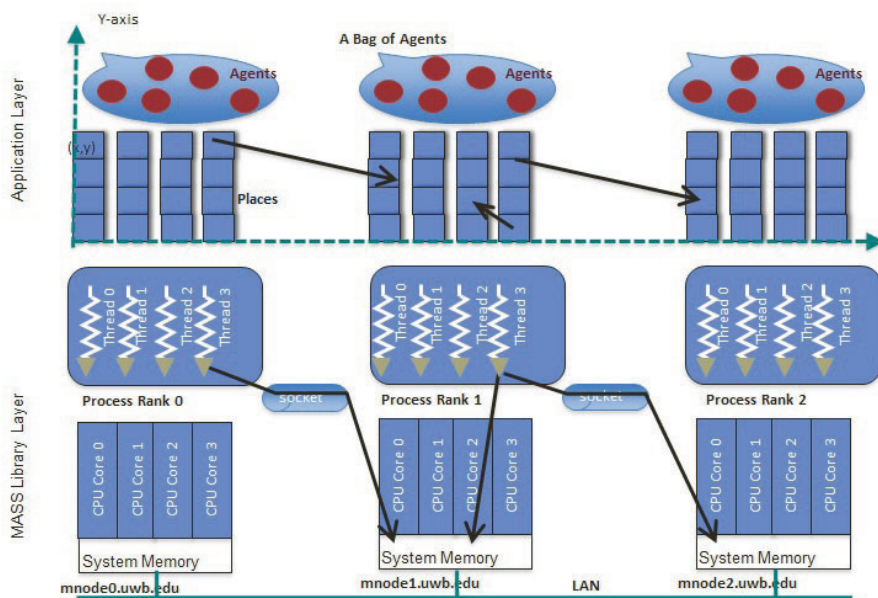 Y-axis
A Bag of Agents
Agents
Agents
Agents
Application Layer
(x,y)
Places
Thread 0
Thread 1
Thread 2
Thread 3
Thread 0
Thread 1
Thread 2
Thread 3
Thread 0
Thread 1
Thread 2
Thread 3
socket
socket
Process Rank 0
Process Rank 1
Process Rank 2
MASS Library Layer
CPU Core 0
CPU Core 1
CPU Core 2
CPU Core 3
CPU Core 0
CPU Core 1
CPU Core 2
CPU Core 3
CPU Core 0
CPU Core 1
CPU Core 2
CPU Core 3
System Memory
System Memory
System Memory
mnode0.uwb.edu
mnode1.uwb.edu
LAN
mnode2.uwb.edu